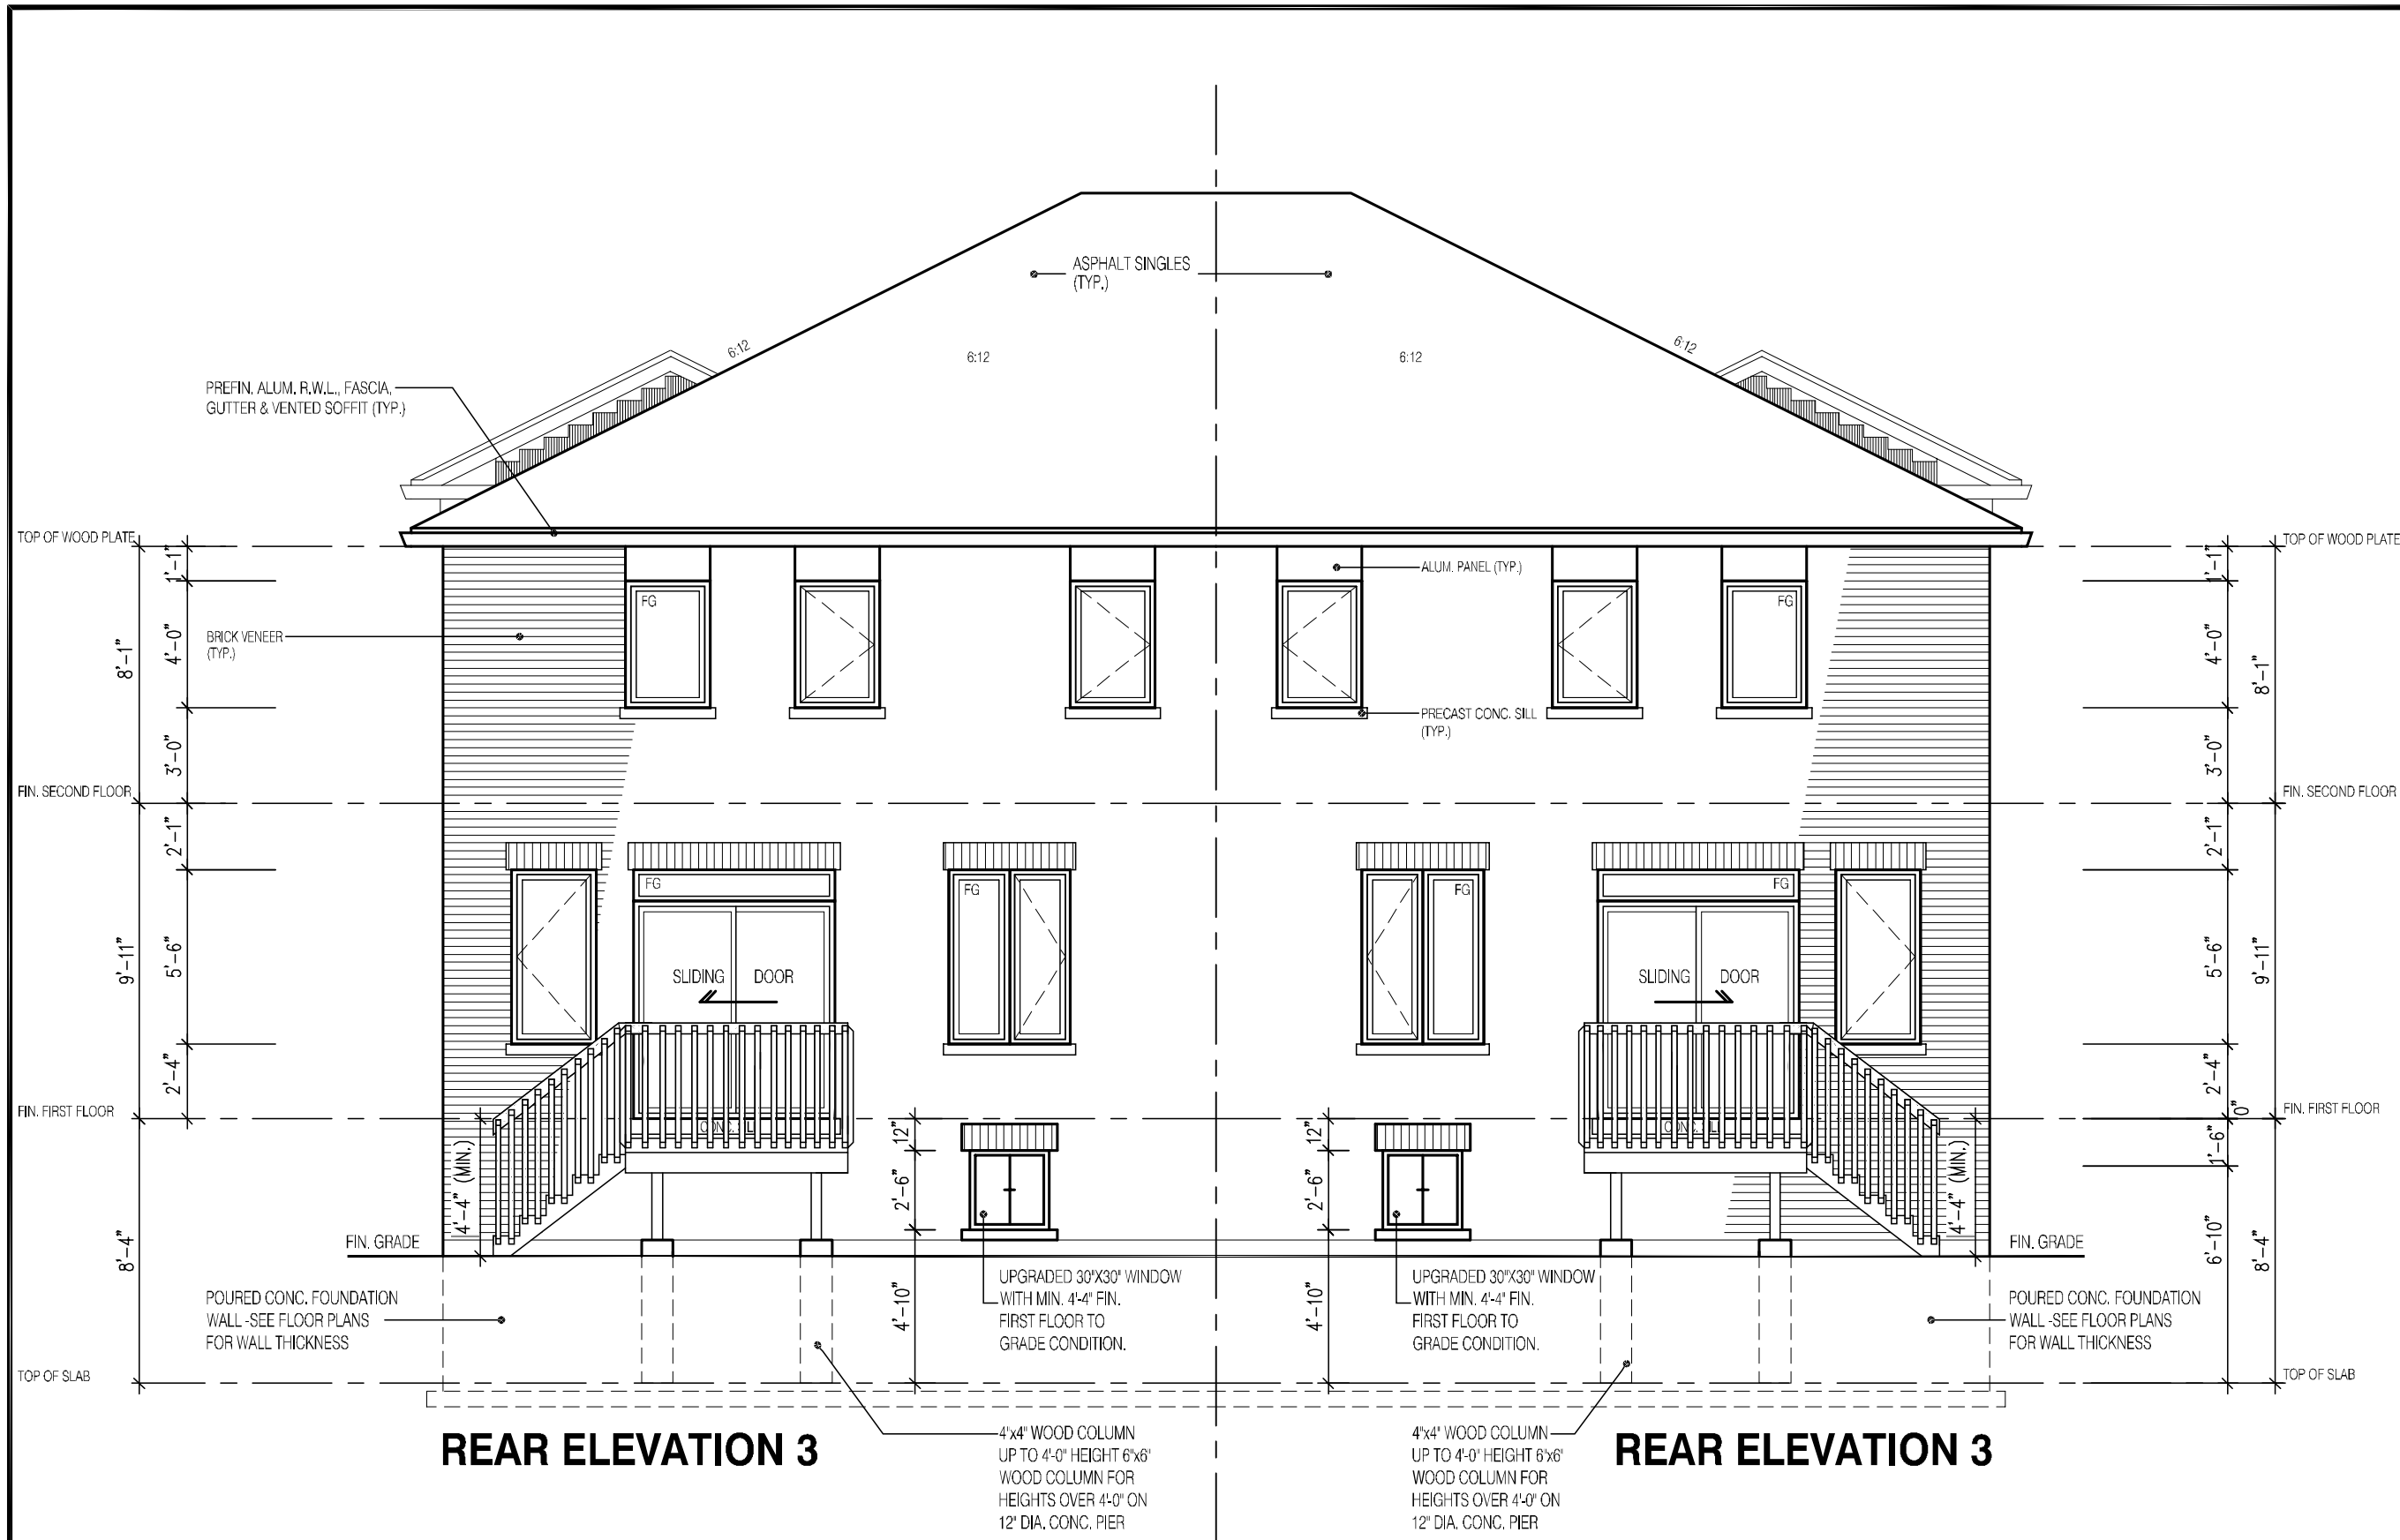 ASPHALT SINGLES
(TYP.)
6:12
6:12
6:12
6:12
PREFIN. ALUM. R.W.L., FASCIA,
GUTTER & VENTED SOFFIT (TYP.)
TOP OF WOOD PLATE
TOP OF WOOD PLATE
1'-1"
1'-1"
ALUM. PANEL (TYP.)
FG
FG
BRICK VENEER
(TYP.)
8'-1"
4'-0"
4'-0"
8'-1"
PRECAST CONC. SILL
(TYP.)
3'-0"
3'-0"
FIN. SECOND FLOOR
FIN. SECOND FLOOR
2'-1"
2'-1"
FG
FG
FG
FG
9'-11"
5'-6"
5'-6"
9'-11"
SLIDING DOOR
SLIDING DOOR
2'-4"
2'-4"
FIN. FIRST FLOOR
FIN. FIRST FLOOR
0"
CONC. SILL
CONC. SILL
12"
12"
1'-6"
4'-4" (MIN.)
4'-4" (MIN.)
2'-6"
2'-6"
FIN. GRADE
FIN. GRADE
8'-4"
6'-10"
8'-4"
4'-10"
4'-10"
POURED CONC. FOUNDATION
WALL -SEE FLOOR PLANS
FOR WALL THICKNESS
UPGRADED 30"X30" WINDOW
WITH MIN. 4'-4" FIN.
FIRST FLOOR TO
GRADE CONDITION.
UPGRADED 30"X30" WINDOW
WITH MIN. 4'-4" FIN.
FIRST FLOOR TO
GRADE CONDITION.
POURED CONC. FOUNDATION
WALL -SEE FLOOR PLANS
FOR WALL THICKNESS
TOP OF SLAB
TOP OF SLAB
REAR ELEVATION 3
4"x4" WOOD COLUMN
UP TO 4'-0" HEIGHT 6"x6"
WOOD COLUMN FOR
HEIGHTS OVER 4'-0" ON
12" DIA. CONC. PIER
4"x4" WOOD COLUMN
UP TO 4'-0" HEIGHT 6"x6"
WOOD COLUMN FOR
HEIGHTS OVER 4'-0" ON
12" DIA. CONC. PIER
REAR ELEVATION 3